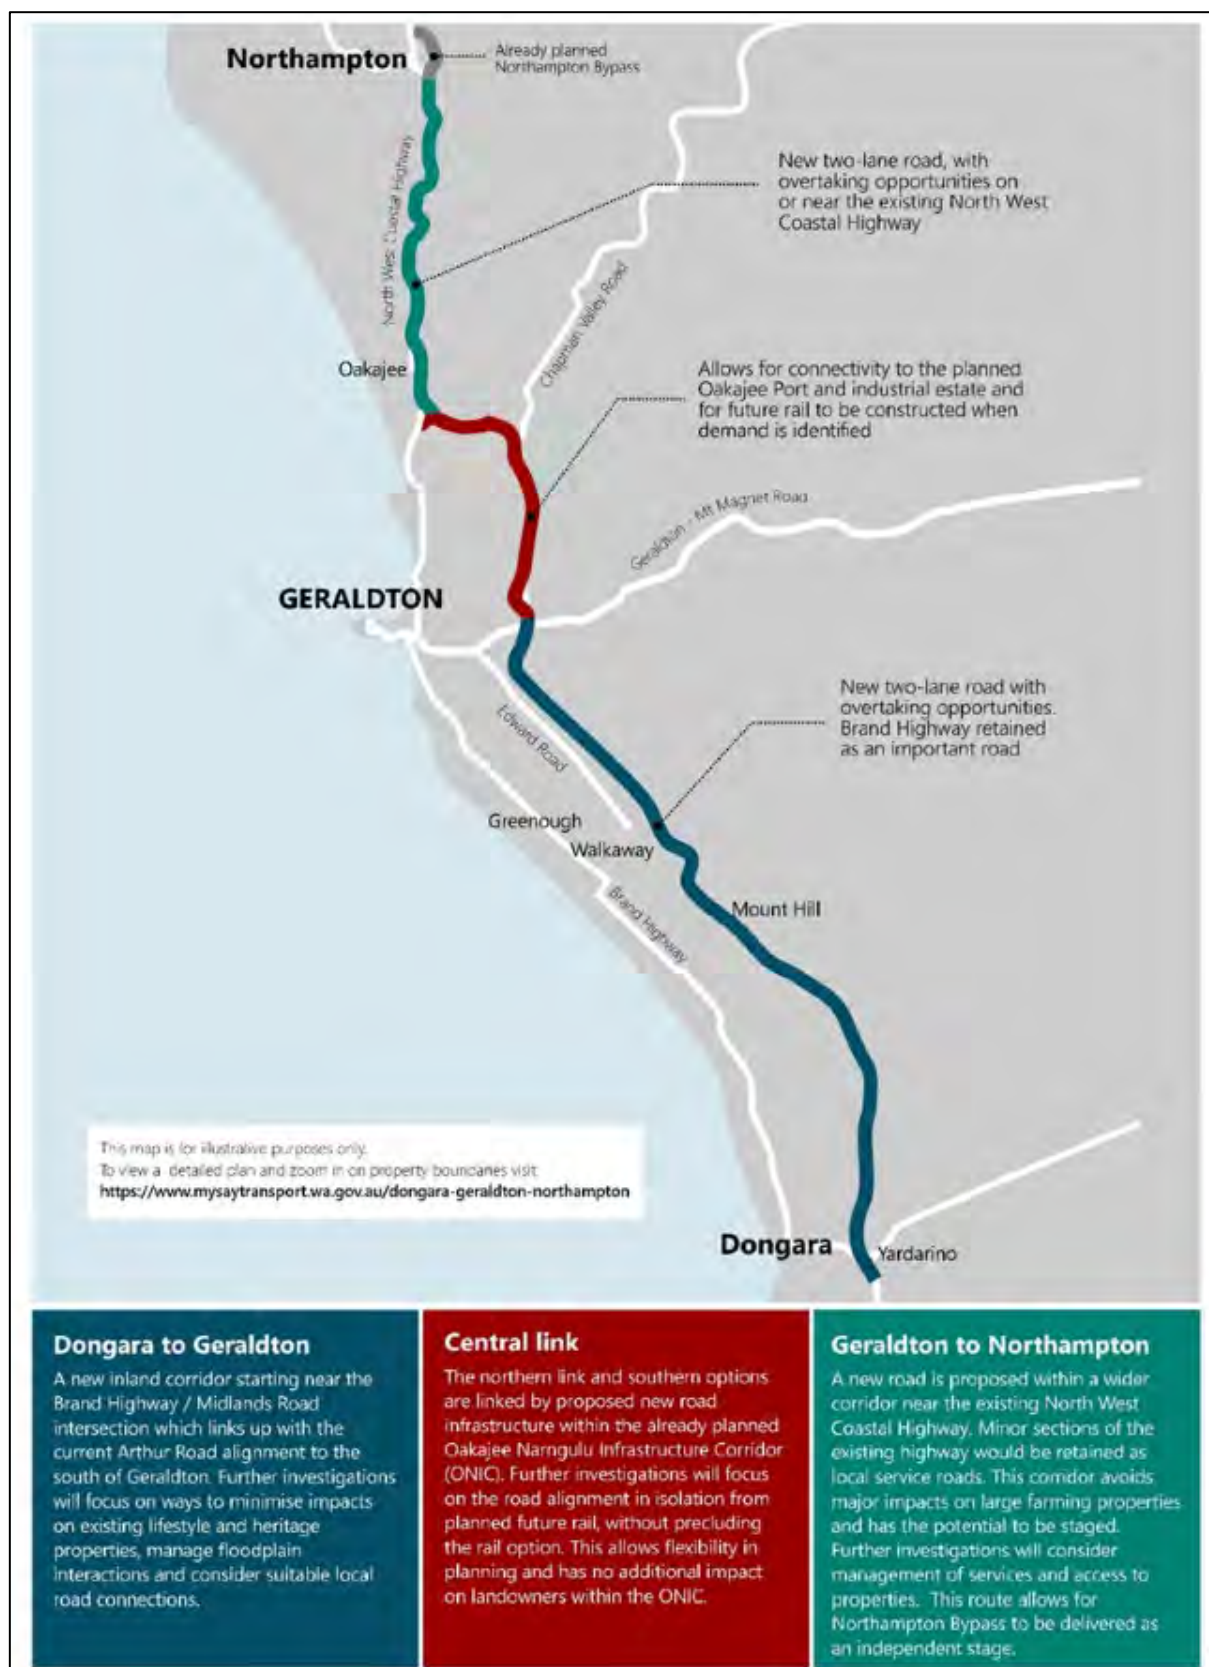 Northampton
Already planned
Northampton Bypass
North West Coastal Highway
New two-lane road, with
overtaking opportunities on
or near the existing North West
Coastal Highway
Chapman Valley Road
Oakajee
Allows for connectivity to the planned
Oakajee Port and industrial estate and
for future rail to be constructed when
demand is identified
Geraldton - Mt Magnet Road
GERALDTON
New two-lane road with
overtaking opportunities.
Brand Highway retained
as an important road
Edward Road
Greenough
Walkaway
Mount Hill
Brand Highway
This map is for illustrative purposes only.
To view a detailed plan and zoom in on property boundaries visit
https://www.mysaytransport.wa.gov.au/dongara-geraldton-northampton
Dongara
Yardarino
Dongara to Geraldton
A new inland corridor starting near the
Brand Highway / Midlands Road
intersection which links up with the
current Arthur Road alignment to the
south of Geraldton. Further investigations
will focus on ways to minimise impacts
on existing lifestyle and heritage
properties, manage floodplain
interactions and consider suitable local
road connections.
Central link
The northern link and southern options
are linked by proposed new road
infrastructure within the already planned
Oakajee Narngulu Infrastructure Corridor
(ONIC). Further investigations will focus
on the road alignment in isolation from
planned future rail, without precluding
the rail option. This allows flexibility in
planning and has no additional impact
on landowners within the ONIC.
Geraldton to Northampton
A new road is proposed within a wider
corridor near the existing North West
Coastal Highway. Minor sections of the
existing highway would be retained as
local service roads. This corridor avoids
major impacts on large farming properties
and has the potential to be staged.
Further investigations will consider
management of services and access to
properties. This route allows for
Northampton Bypass to be delivered as
an independent stage.